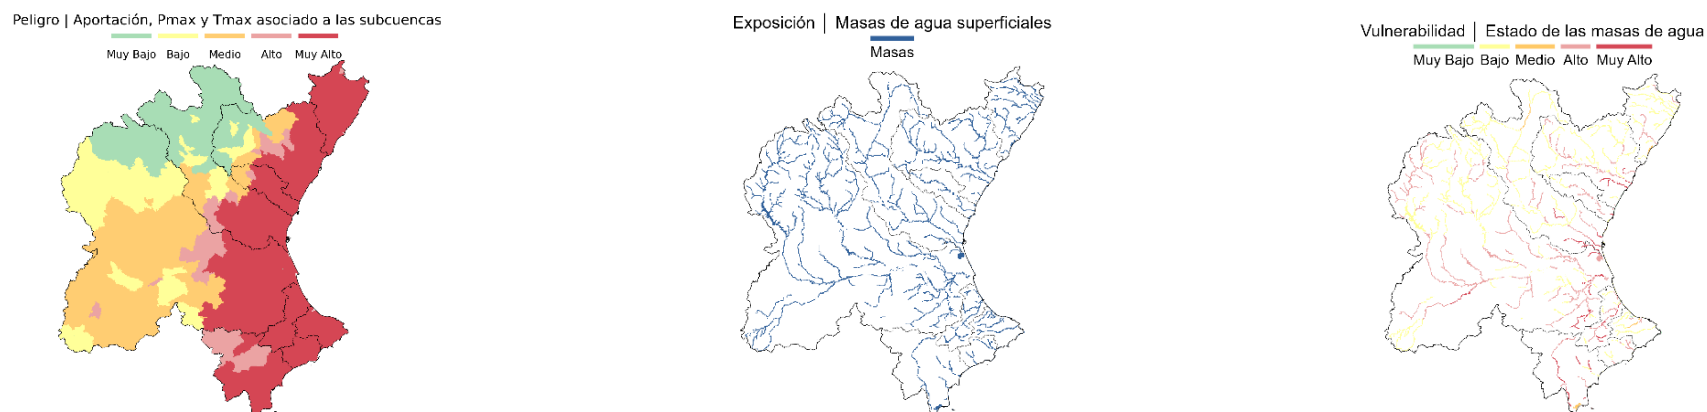 Peligro | Aportación, Pmax y Tmax asociado a las subcuencas
Muy Bajo Bajo Medio Alto Muy Alto
Exposición | Masas de agua superficiales
Masas
Vulnerabilidad | Estado de las masas de agua
Muy Bajo Bajo Medio Alto Muy Alto